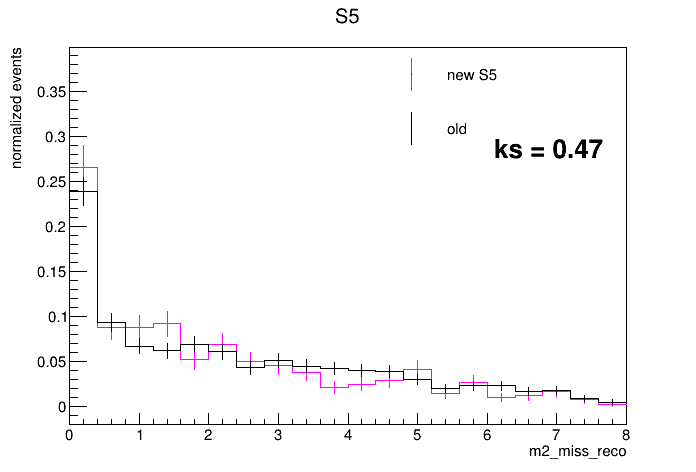 S5
normalized events
0.35
0.3
0.25
0.2
0.15
0.1
0.05
0
new S5
old
ks = 0.47
0 1 2 3 4 5 6 7 8
m2_miss_reco